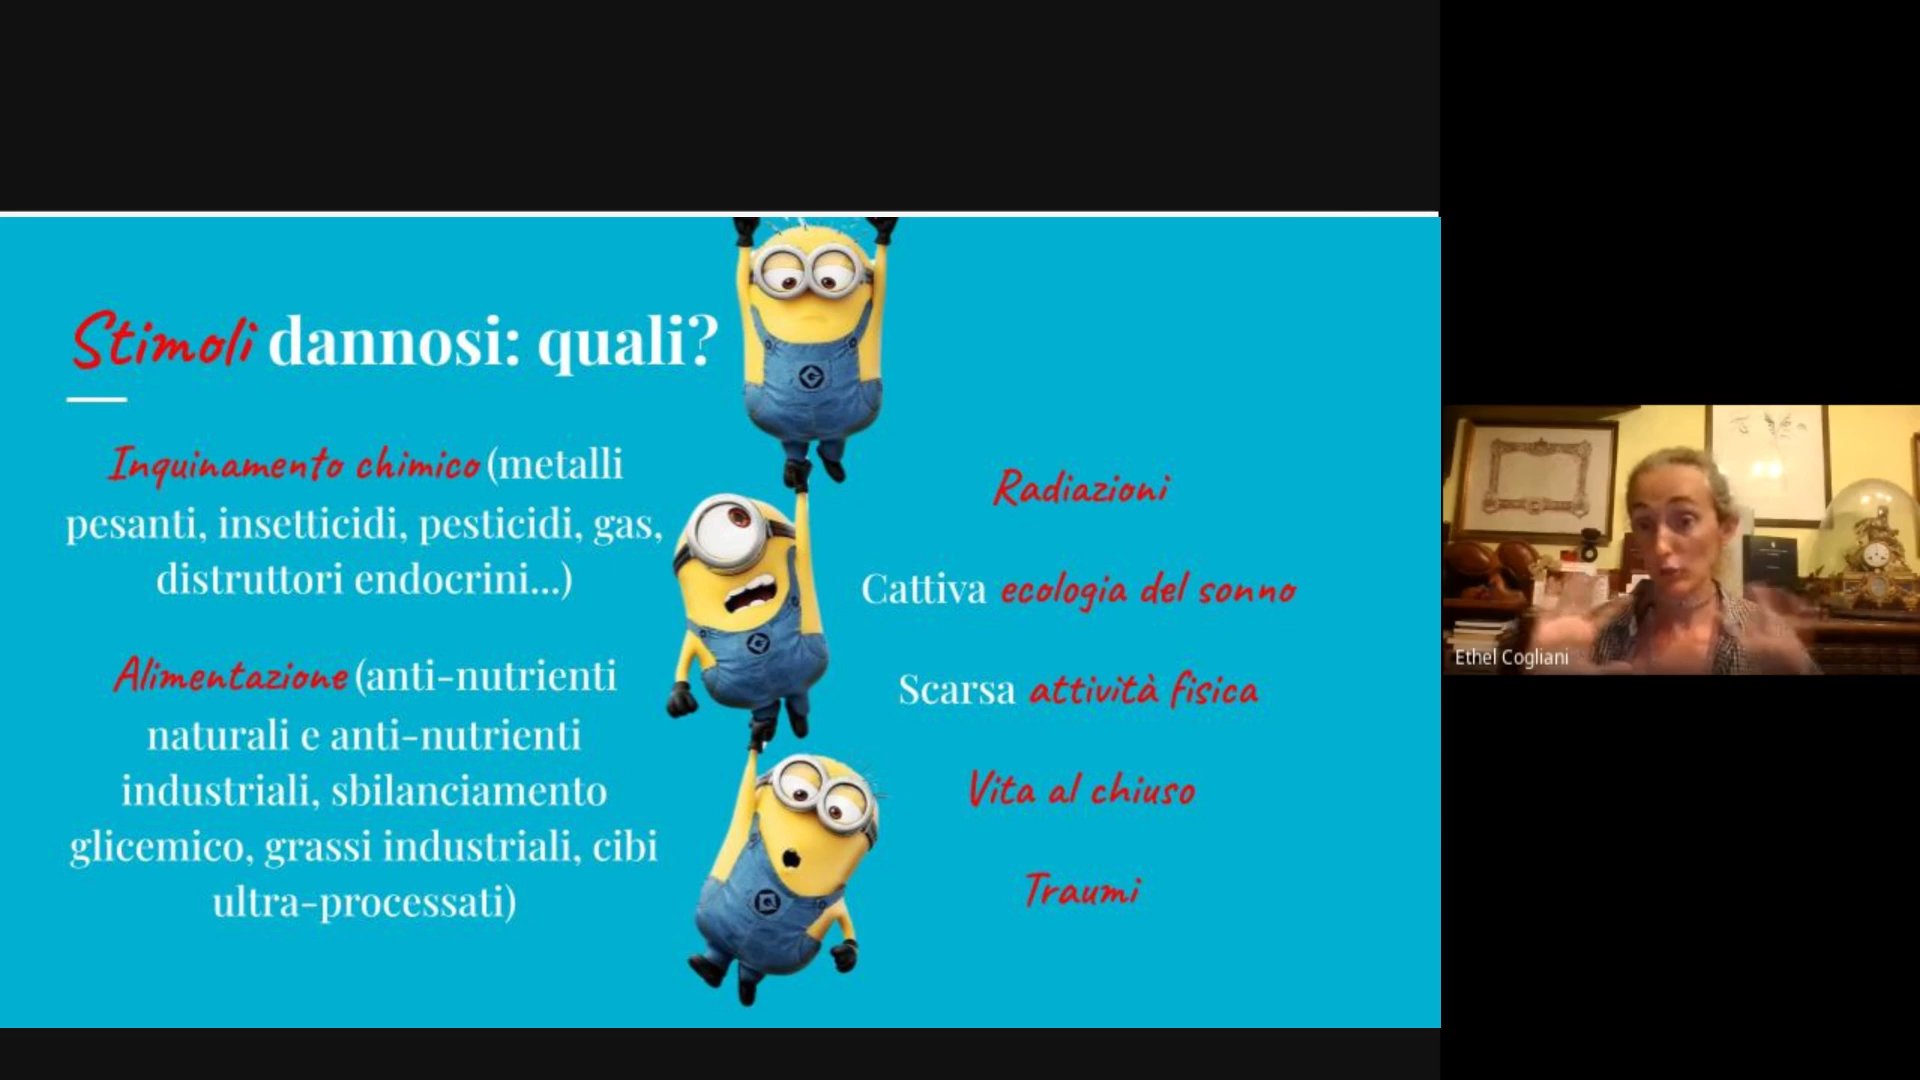 Stimoli dannosi: quali?
Inquinamento chimico (metalli
pesanti, insetticidi, pesticidi, gas,
distruttori endocrini...)
Alimentazione (anti-nutrienti
naturali e anti-nutrienti
industriali, sbilanciamento
glicemico, grassi industriali, cibi
ultra-processati)
Radiazioni
Cattiva ecologia del sonno
Scarsa attività fisica
Vita al chiuso
Traumi
Ethel Cogliani